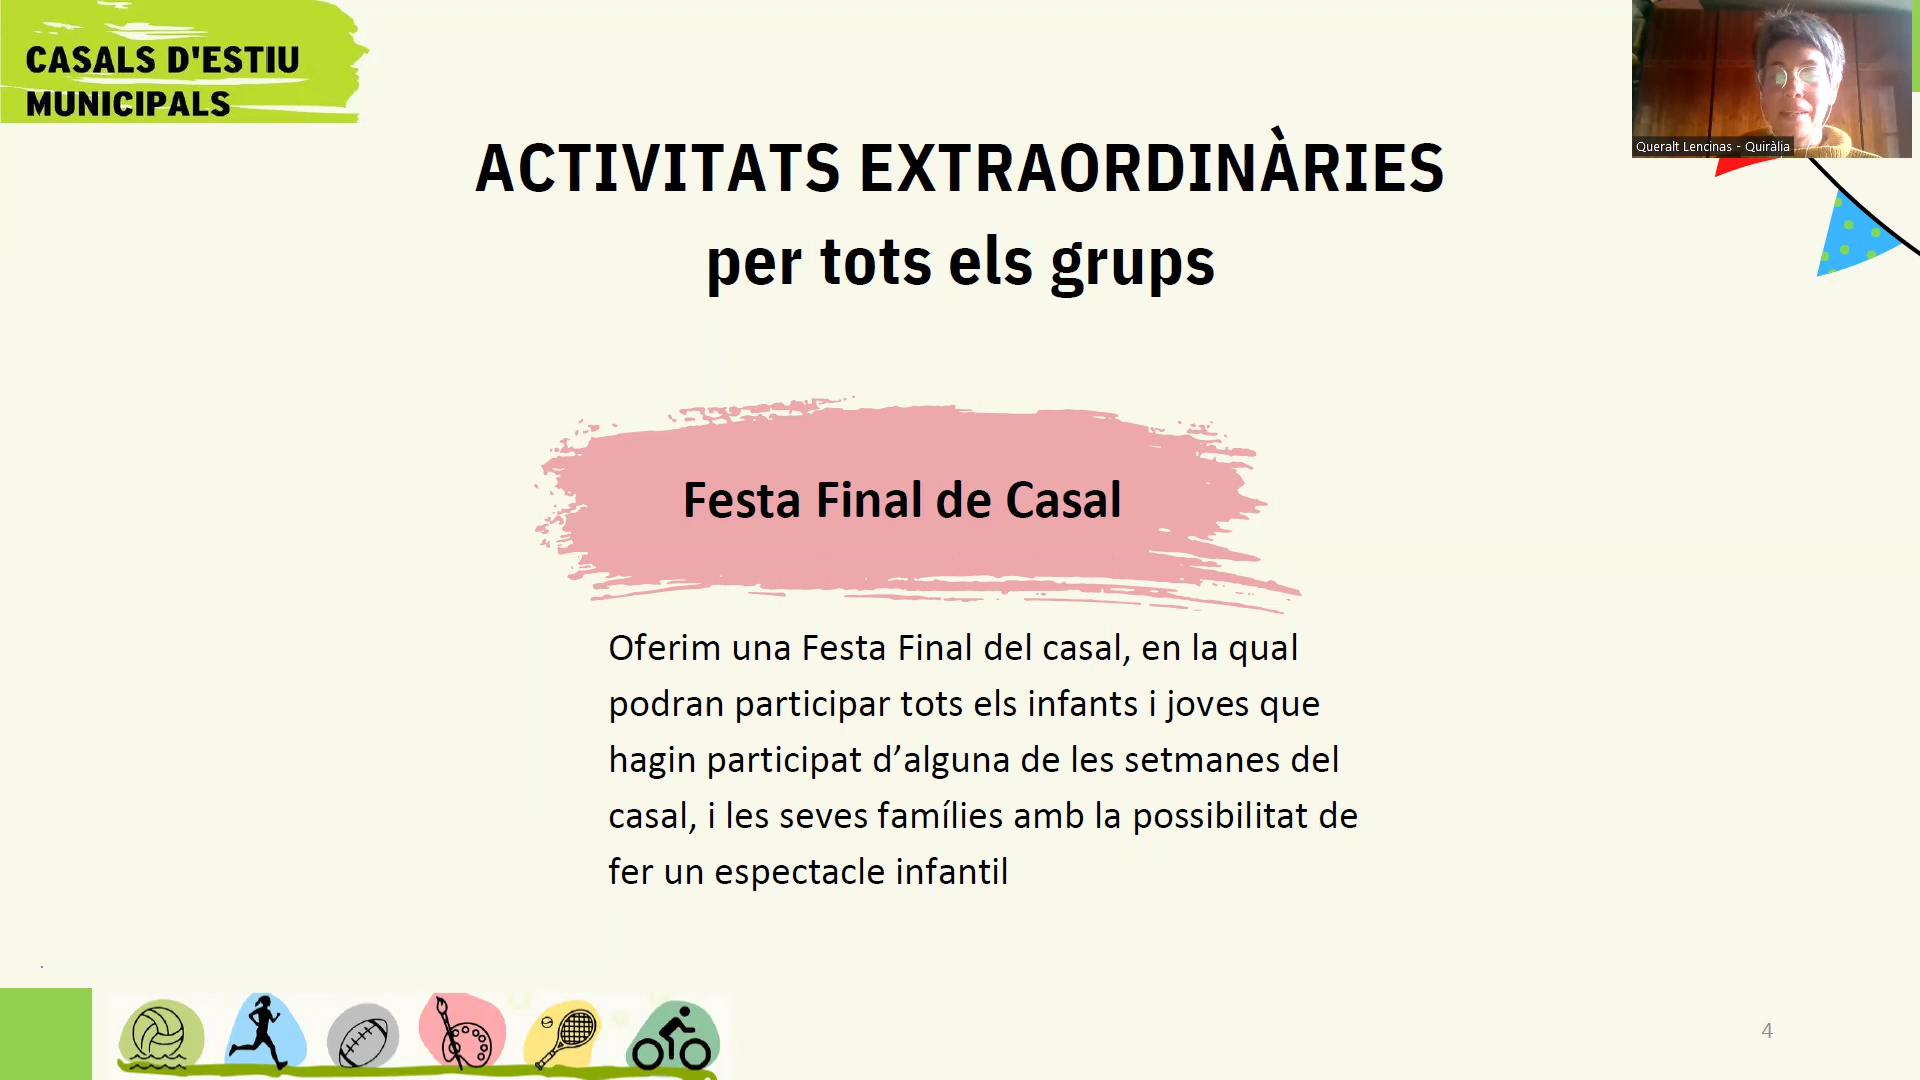 CASALS D'ESTIU
MUNICIPALS
Queralt Lencinas - Quiràlia
ACTIVITATS EXTRAORDINÀRIES
per tots els grups
Festa Final de Casal
Oferim una Festa Final del casal, en la qual
podran participar tots els infants i joves que
hagin participat d’alguna de les setmanes del
casal, i les seves famílies amb la possibilitat de
fer un espectacle infantil
.
4